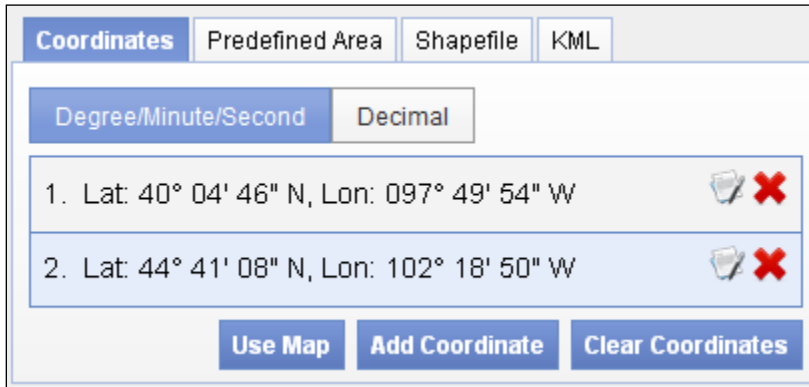 Coordinates Predefined Area Shapefile KML
Degree/Minute/Second Decimal
1. Lat: 40° 04' 46" N, Lon: 097° 49' 54" W
2. Lat: 44° 41' 08" N, Lon: 102° 18' 50" W
Use Map Add Coordinate Clear Coordinates